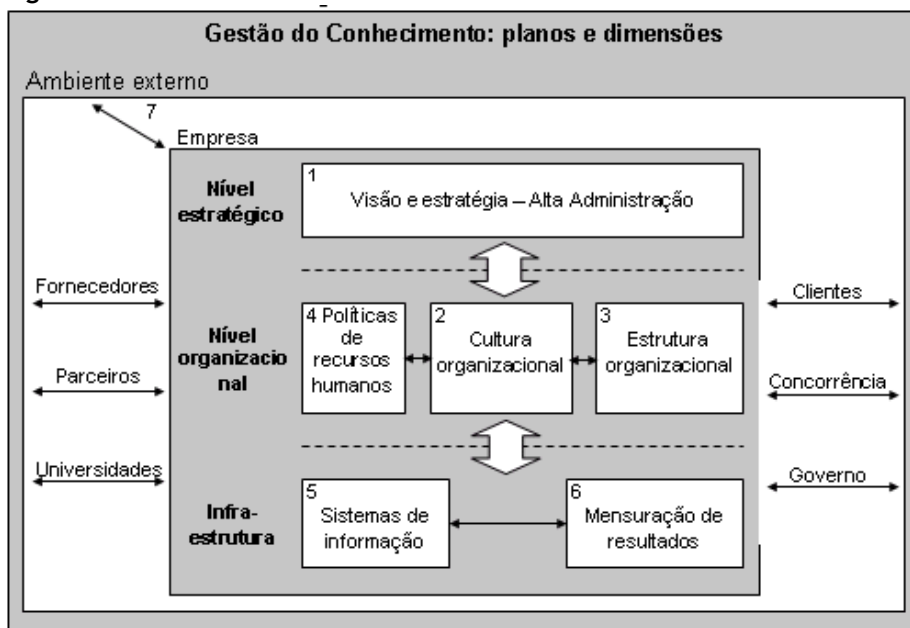 Gestão do Conhecimento: planos e dimensões
Ambiente externo
7
Empresa
Nível
estratégico
1
Visão e estratégia – Alta Administração
Fornecedores
Parceiros
Universidades
Nível
organizacio
nal
4 Políticas
de
recursos
humanos
2
Cultura
organizacional
3
Estrutura
organizacional
Clientes
Concorrência
Governo
Infra-
estrutura
5
Sistemas de
informação
6
Mensuração de
resultados